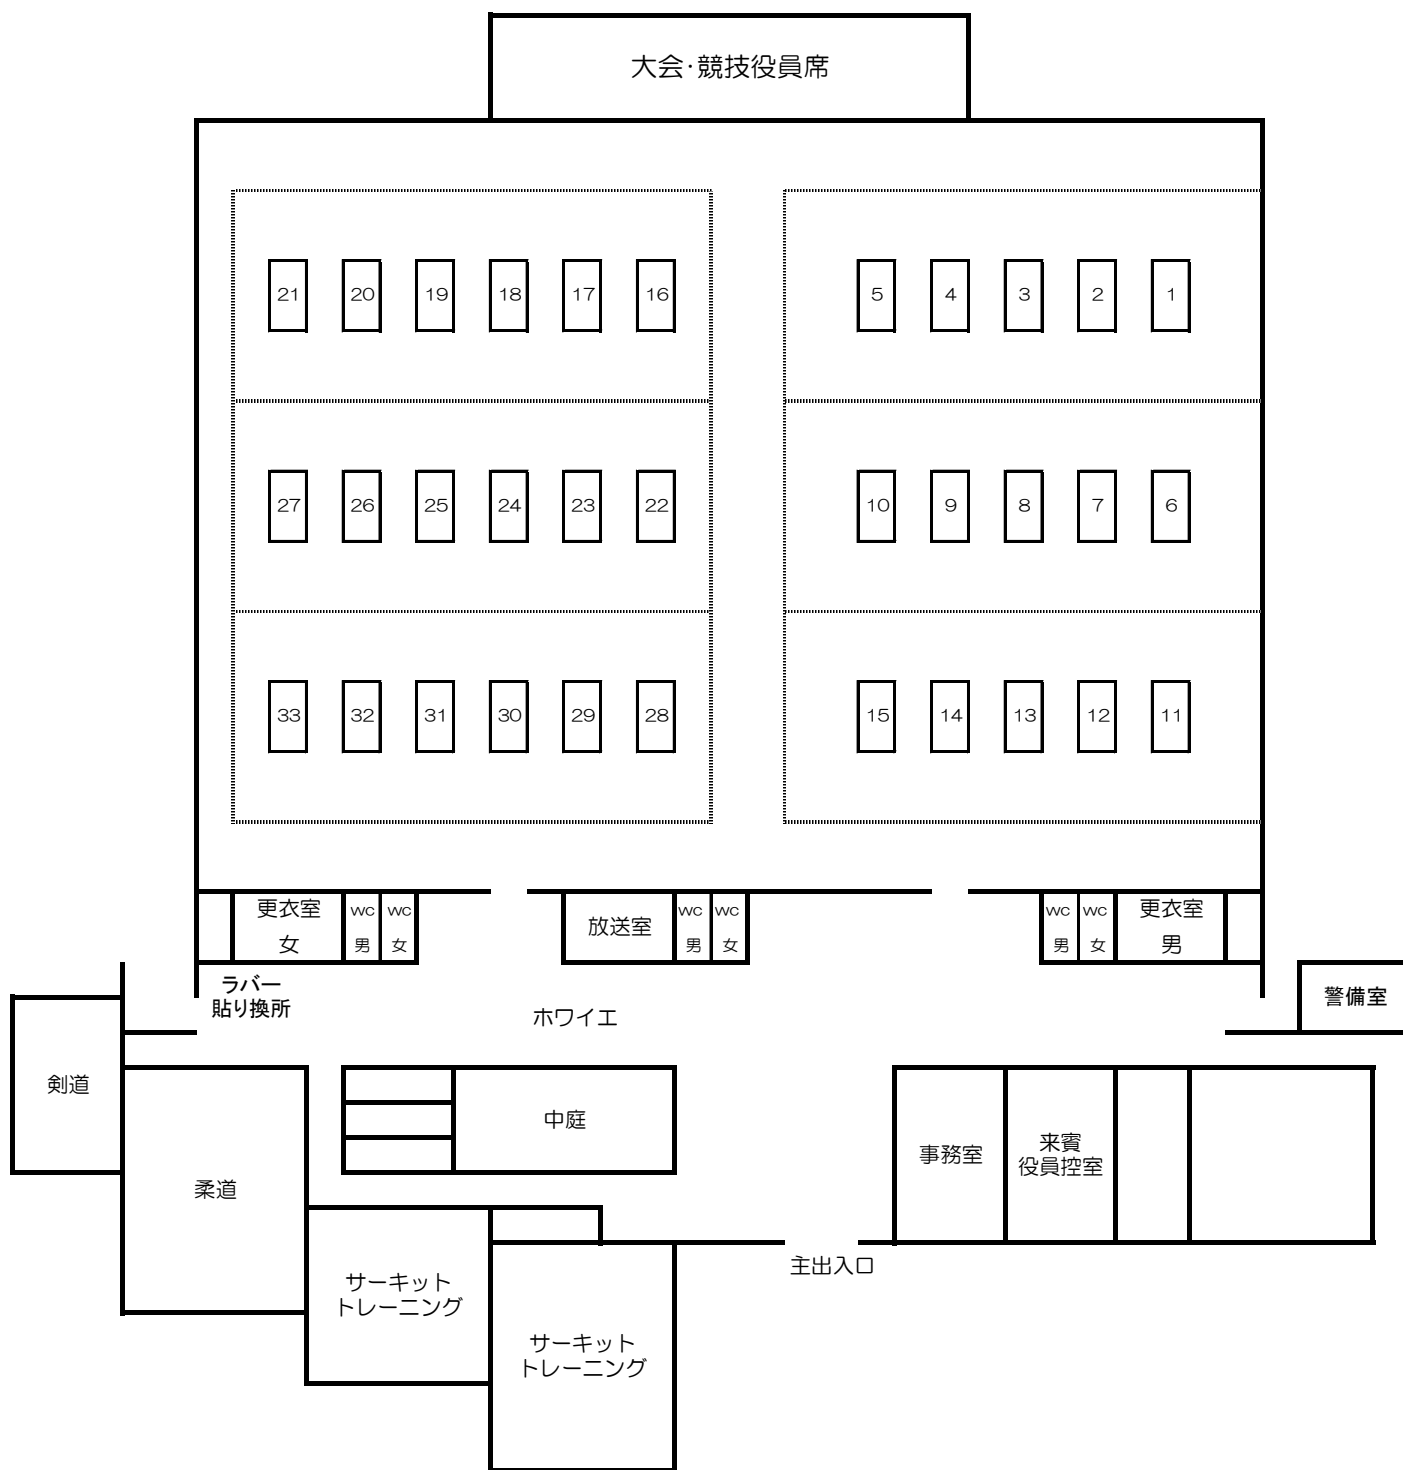 大会・競技役員席
21 20 19 18 17 16 5 4 3 2 1
27 26 25 24 23 22 10 9 8 7 6
33 32 31 30 29 28 15 14 13 12 11
更衣室
女
WC
男
WC
女
放送室
WC
男
WC
女
WC
男
WC
女
更衣室
男
ラバー
貼り換所
ホワイエ
警備室
剣道
柔道
中庭
事務室
来賓
役員控室
主出入口
サーキット
トレーニング
サーキット
トレーニング